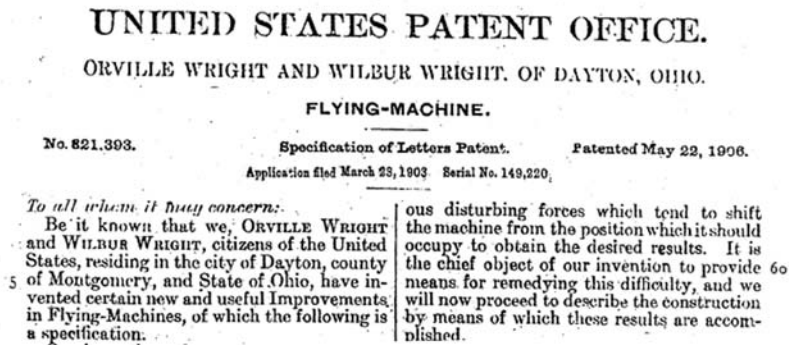 UNITED STATES PATENT OFFICE.
ORVILLE WRIGHT AND WILBUR WRIGHT, OF DAYTON, OHIO.
FLYING-MACHINE.
No. 821,393.
Specification of Letters Patent.
Patented May 22, 1906.
Application filed March 23, 1903. Serial No. 149,220.
To all whom it may concern:
Be it known that we, ORVILLE WRIGHT
and WILBUR WRIGHT, citizens of the United
States, residing in the city of Dayton, county
5 of Montgomery, and State of Ohio, have in-
vented certain new and useful Improvements
in Flying-Machines, of which the following is
a specification.
ous disturbing forces which tend to shift
the machine from the position which it should
occupy to obtain the desired results. It is
the chief object of our invention to provide 60
means for remedying this difficulty, and we
will now proceed to describe the construction
by means of which these results are accom-
plished.